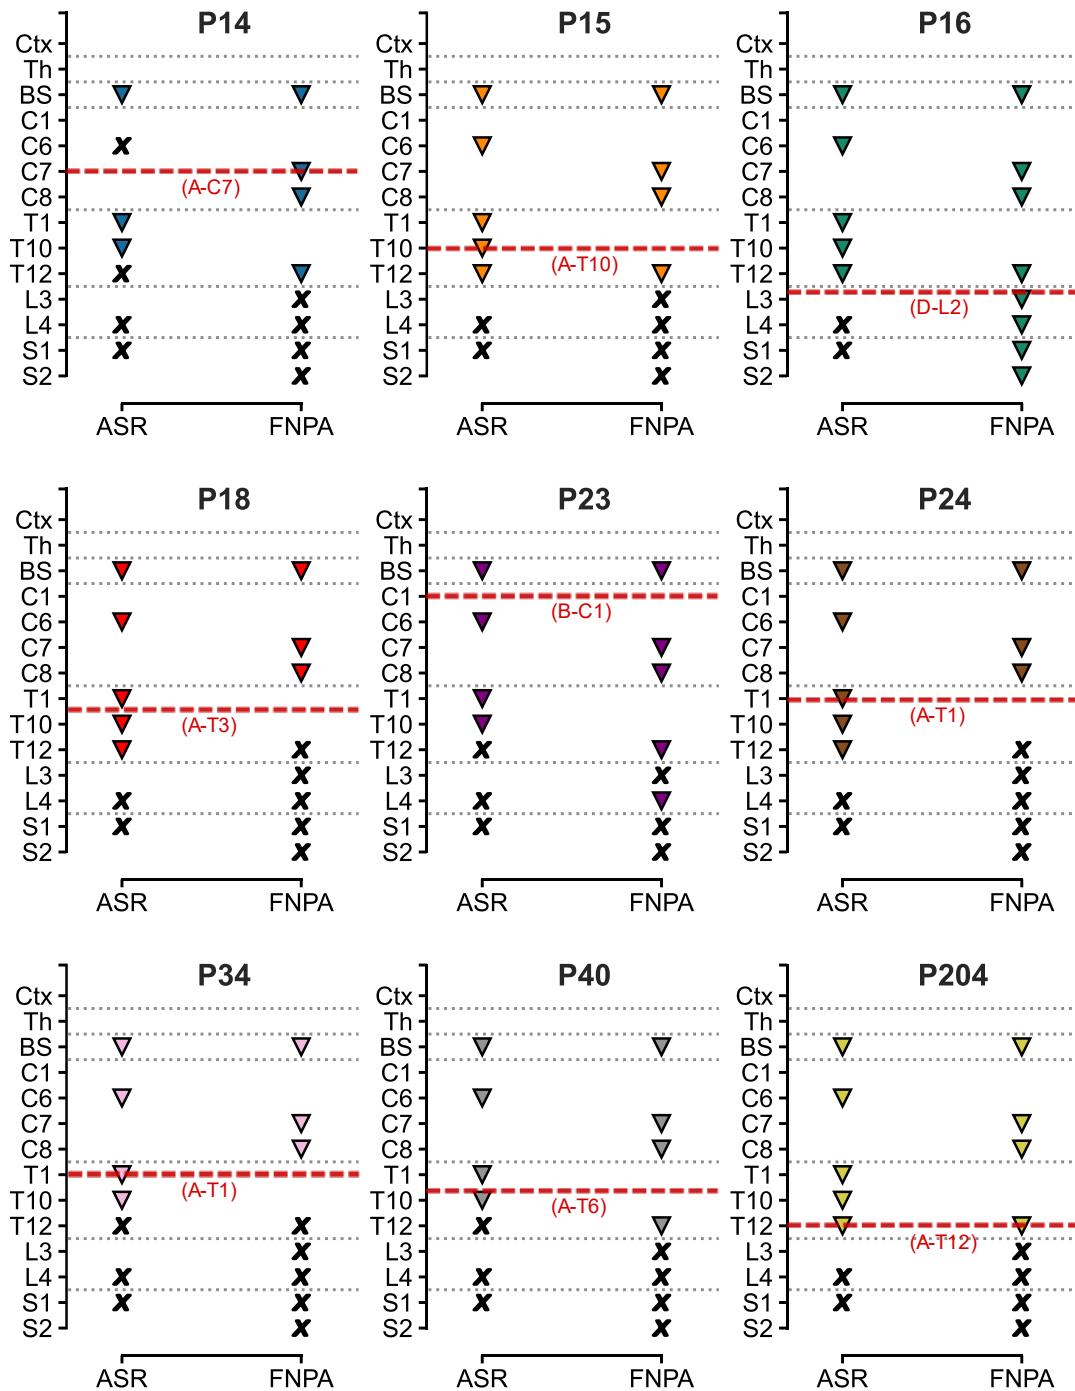 P14
Ctx
Th
BS
C1
C6
C7
C8
T1
T10
T12
L3
L4
S1
S2
(A-C7)
ASR FNPA
P15
Ctx
Th
BS
C1
C6
C7
C8
T1
T10
T12
L3
L4
S1
S2
(A-T10)
ASR FNPA
P16
Ctx
Th
BS
C1
C6
C7
C8
T1
T10
T12
L3
L4
S1
S2
(D-L2)
ASR FNPA
P18
Ctx
Th
BS
C1
C6
C7
C8
T1
T10
T12
L3
L4
S1
S2
(A-T3)
ASR FNPA
P23
Ctx
Th
BS
C1
C6
C7
C8
T1
T10
T12
L3
L4
S1
S2
(B-C1)
ASR FNPA
P24
Ctx
Th
BS
C1
C6
C7
C8
T1
T10
T12
L3
L4
S1
S2
(A-T1)
ASR FNPA
P34
Ctx
Th
BS
C1
C6
C7
C8
T1
T10
T12
L3
L4
S1
S2
(A-T1)
ASR FNPA
P40
Ctx
Th
BS
C1
C6
C7
C8
T1
T10
T12
L3
L4
S1
S2
(A-T6)
ASR FNPA
P204
Ctx
Th
BS
C1
C6
C7
C8
T1
T10
T12
L3
L4
S1
S2
(A-T12)
ASR FNPA